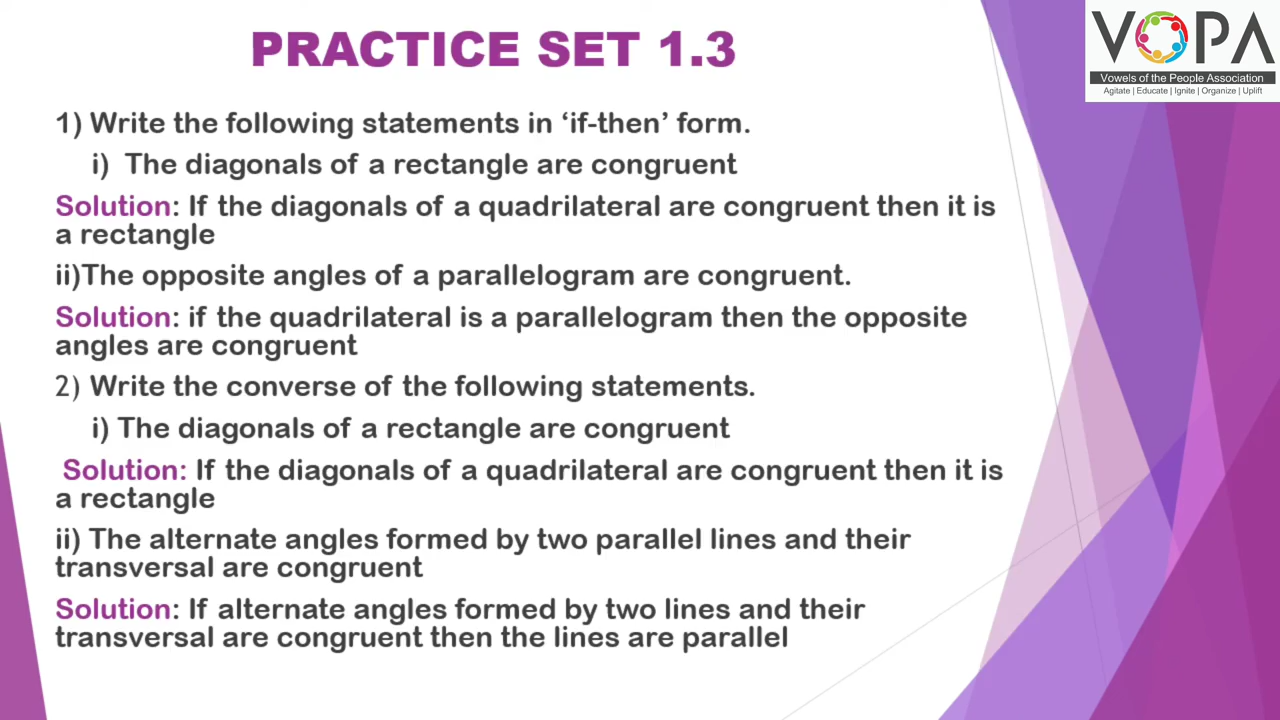 PRACTICE SET 1.3
VOPA
Vowels of the People Association
Agitate | Educate | Ignite | Organize | Uplift
1) Write the following statements in ‘if-then’ form.
i) The diagonals of a rectangle are congruent
Solution: If the diagonals of a quadrilateral are congruent then it is
a rectangle
ii)The opposite angles of a parallelogram are congruent.
Solution: if the quadrilateral is a parallelogram then the opposite
angles are congruent
2) Write the converse of the following statements.
i) The diagonals of a rectangle are congruent
Solution: If the diagonals of a quadrilateral are congruent then it is
a rectangle
ii) The alternate angles formed by two parallel lines and their
transversal are congruent
Solution: If alternate angles formed by two lines and their
transversal are congruent then the lines are parallel